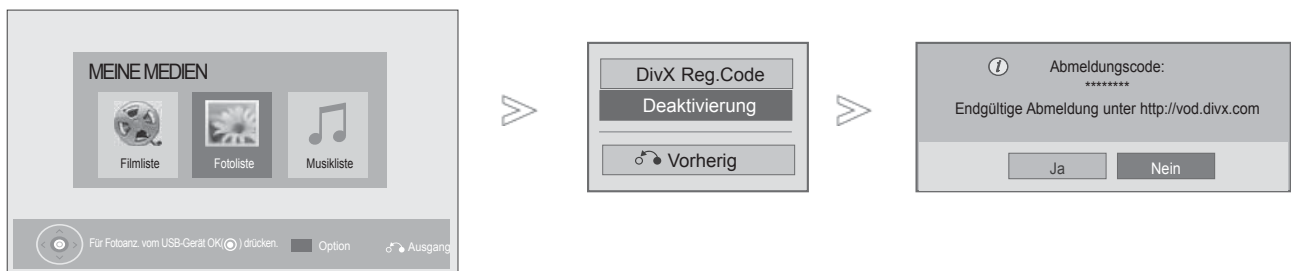 MEINE MEDIEN
Filmliste
Fotoliste
Musikliste
Für Fotoanz. vom USB-Gerät OK(◉) drücken.
Option
Ausgang
DivX Reg.Code
Deaktivierung
Vorherig
Abmeldungscode:
********
Endgültige Abmeldung unter http://vod.divx.com
Ja
Nein